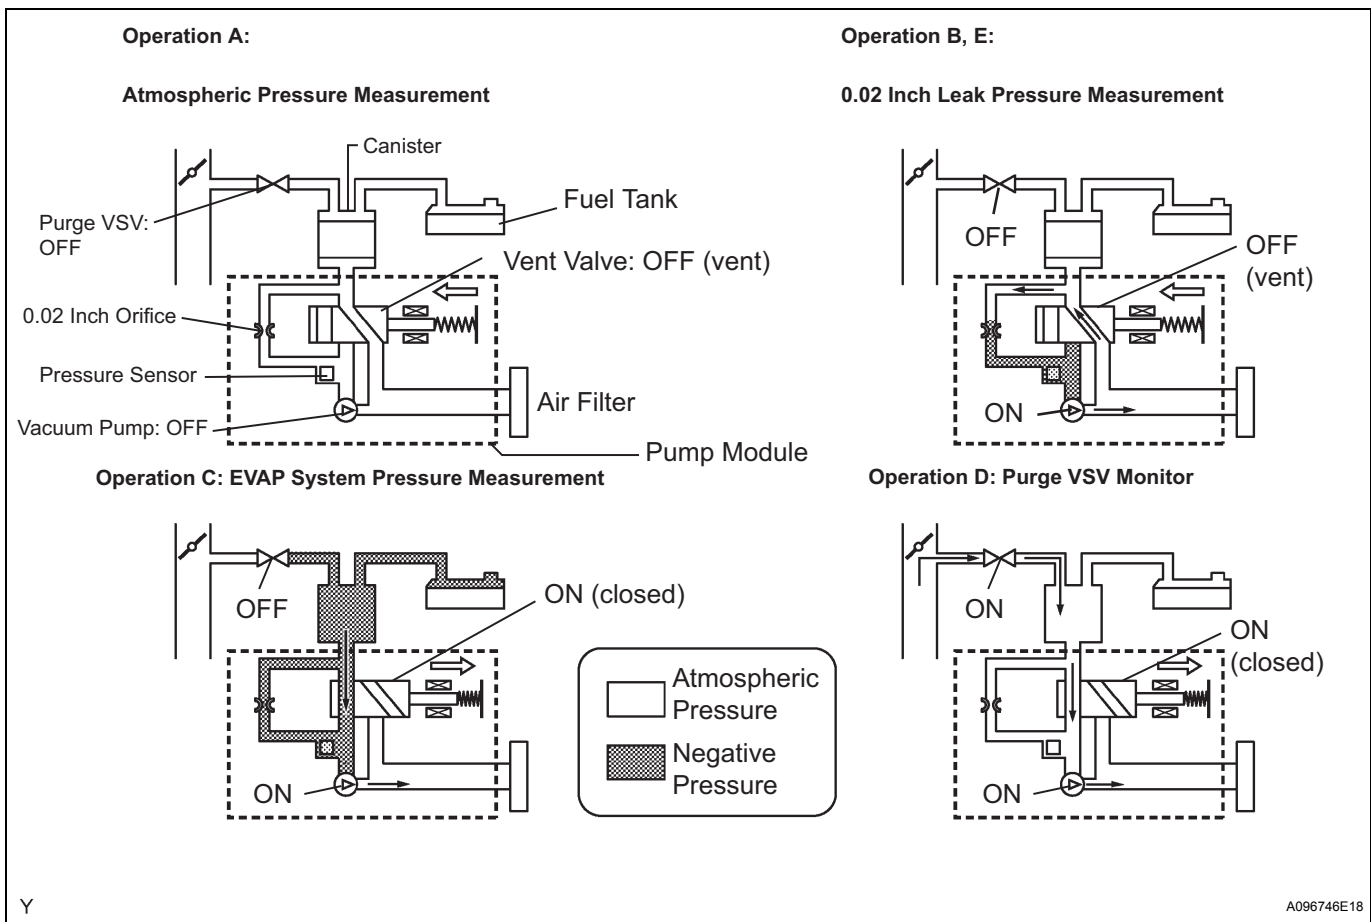 Operation A:
Atmospheric Pressure Measurement
Canister
Fuel Tank
Purge VSV:
OFF
Vent Valve: OFF (vent)
0.02 Inch Orifice
Pressure Sensor
Air Filter
Vacuum Pump: OFF
Pump Module
Operation B, E:
0.02 Inch Leak Pressure Measurement
OFF
OFF
(vent)
ON
Operation C: EVAP System Pressure Measurement
OFF
ON (closed)
ON
Atmospheric
Pressure
Negative
Pressure
Operation D: Purge VSV Monitor
ON
ON
(closed)
ON
Y
A096746E18